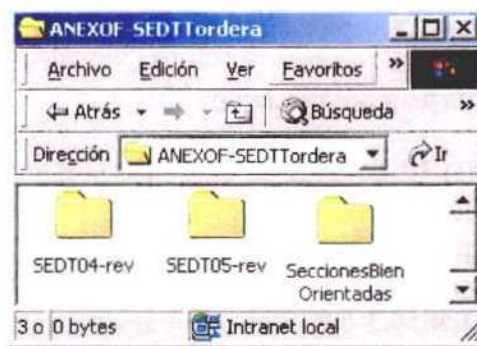 ANEXOF-SEDTTordera
Archivo Edición Ver Favoritos »
Atrás Búsqueda »
Dirección ANEXOF-SEDTTordera Ir
SEDT04-rev SEDT05-rev SeccionesBien
Orientadas
3 o 0 bytes Intranet local